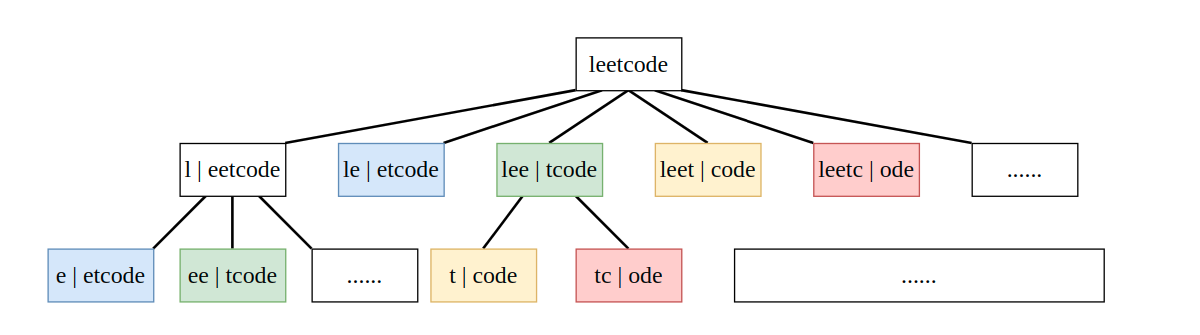 leetcode
l | eetcode
le | etcode
lee | tcode
leet | code
leetc | ode
......
e | etcode
ee | tcode
......
t | code
tc | ode
......